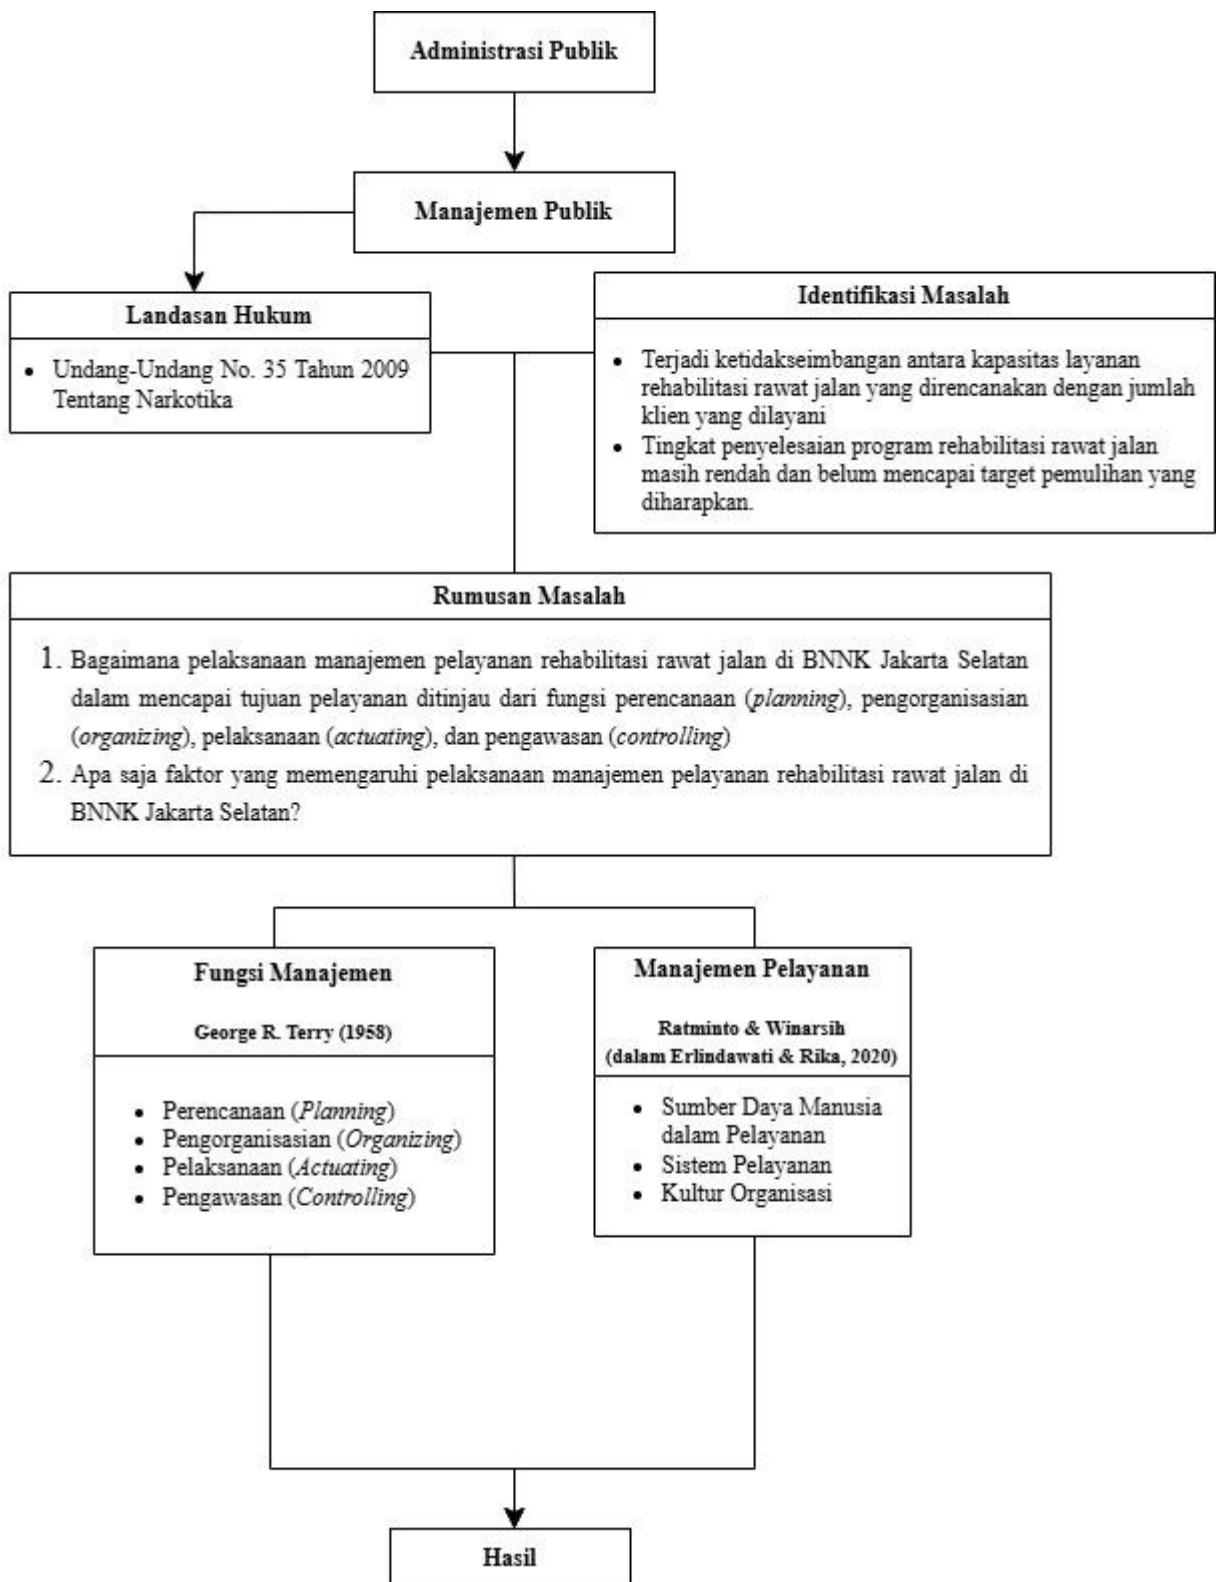 Administrasi Publik
Manajemen Publik
Landasan Hukum
• Undang-Undang No. 35 Tahun 2009
Tentang Narkotika
Identifikasi Masalah
• Terjadi ketidakseimbangan antara kapasitas layanan
rehabilitasi rawat jalan yang direncanakan dengan jumlah
klien yang dilayani
• Tingkat penyelesaian program rehabilitasi rawat jalan
masih rendah dan belum mencapai target pemulihan yang
diharapkan.
Rumusan Masalah
1. Bagaimana pelaksanaan manajemen pelayanan rehabilitasi rawat jalan di BNNK Jakarta Selatan
dalam mencapai tujuan pelayanan ditinjau dari fungsi perencanaan (planning), pengorganisasian
(organizing), pelaksanaan (actuating), dan pengawasan (controlling)
2. Apa saja faktor yang memengaruhi pelaksanaan manajemen pelayanan rehabilitasi rawat jalan di
BNNK Jakarta Selatan?
Fungsi Manajemen
George R. Terry (1958)
• Perencanaan (Planning)
• Pengorganisasian (Organizing)
• Pelaksanaan (Actuating)
• Pengawasan (Controlling)
Manajemen Pelayanan
Ratminto & Winarsih
(dalam Erlindawati & Rika, 2020)
• Sumber Daya Manusia
dalam Pelayanan
• Sistem Pelayanan
• Kultur Organisasi
Hasil